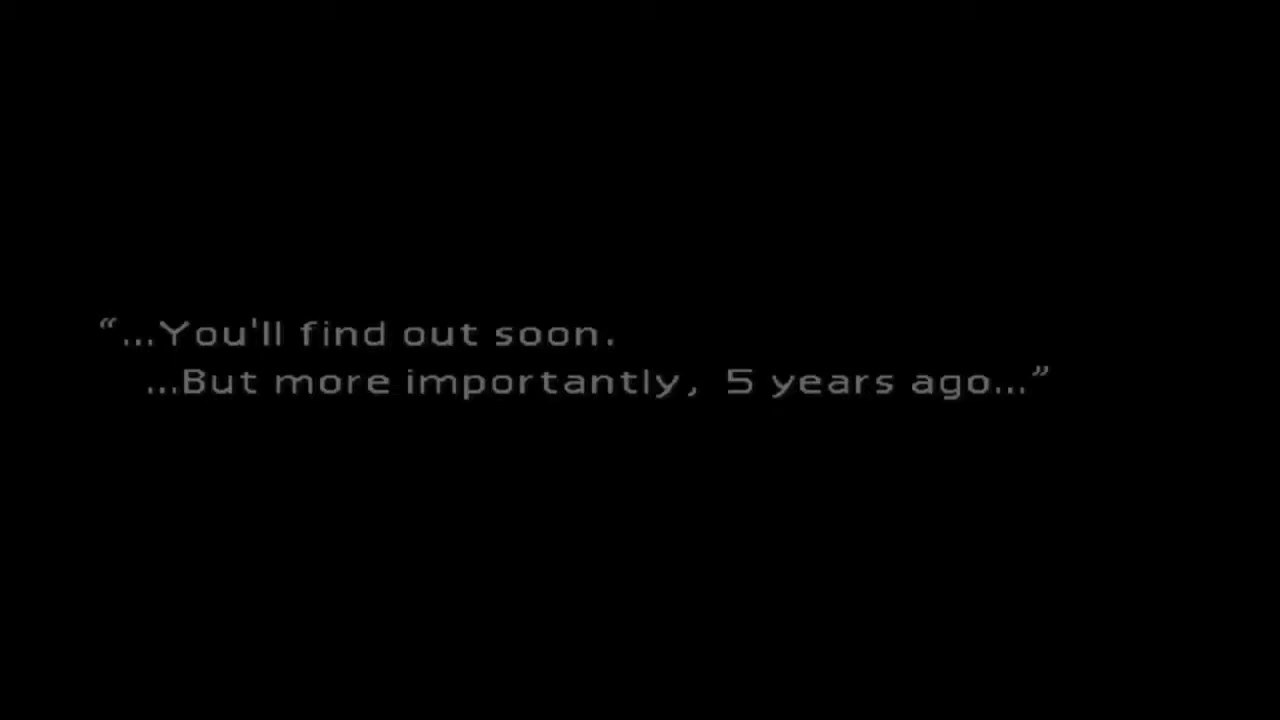 “...You'll find out soon.
...But more importantly, 5 years ago...”